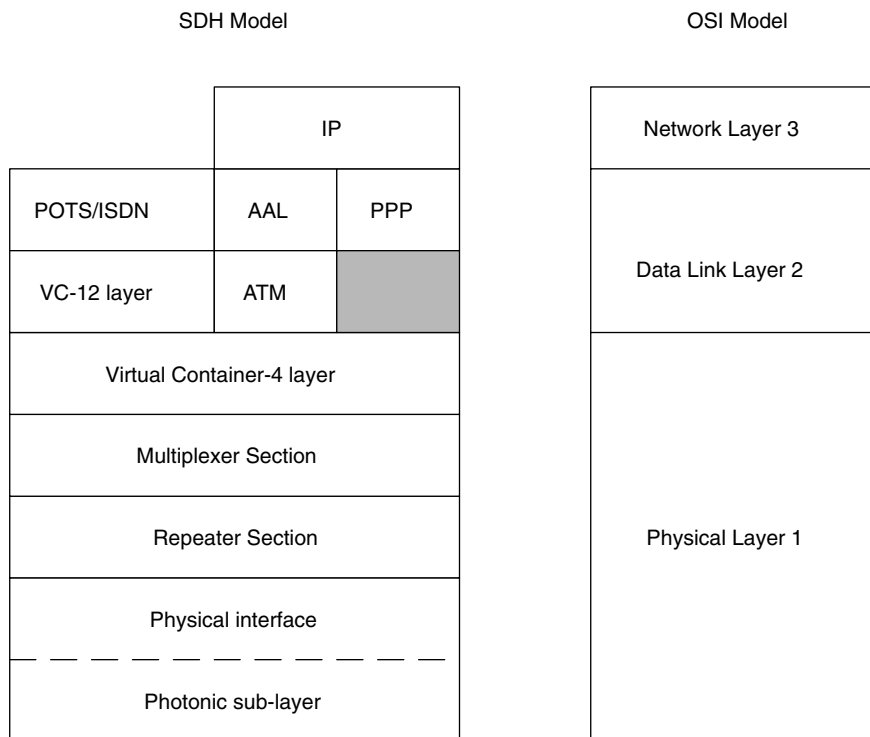 SDH Model
OSI Model
IP
Network Layer 3
POTS/ISDN
AAL
PPP
Data Link Layer 2
VC-12 layer
ATM
Virtual Container-4 layer
Multiplexer Section
Repeater Section
Physical Layer 1
Physical interface
Photonic sub-layer